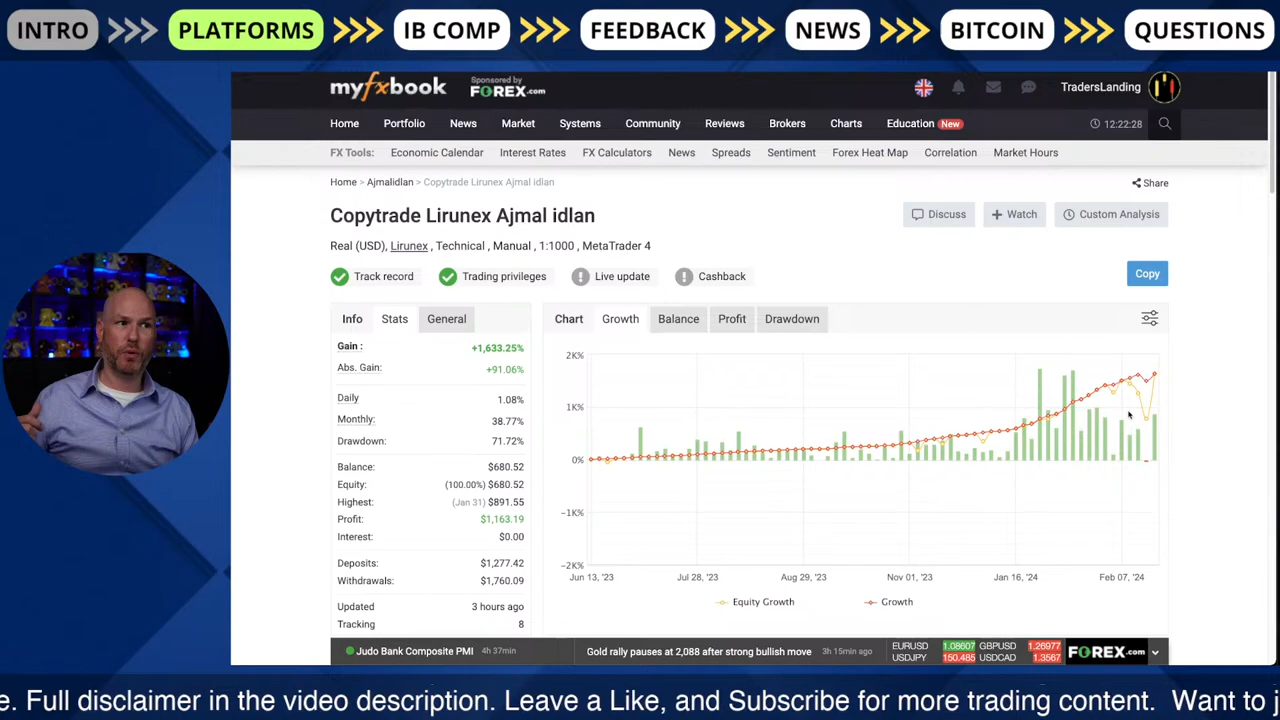 INTRO >>> PLATFORMS >>> IB COMP >>> FEEDBACK >>> NEWS >>> BITCOIN >>> QUESTIONS
myfxbook Sponsored by FOREX.com TradersLanding
Home Portfolio News Market Systems Community Reviews Brokers Charts Education New 12:22:28
FX Tools: Economic Calendar Interest Rates FX Calculators News Spreads Sentiment Forex Heat Map Correlation Market Hours
Home > Ajmalidlan > Copytrade Lirunex Ajmal idlan Share
Copytrade Lirunex Ajmal idlan Discuss + Watch Custom Analysis
Real (USD), Lirunex , Technical , Manual , 1:1000 , MetaTrader 4
Track record Trading privileges Live update Cashback Copy
Info Stats General
Gain : +1,633.25%
Abs. Gain: +91.06%
Daily 1.08%
Monthly: 38.77%
Drawdown: 71.72%
Balance: $680.52
Equity: (100.00%) $680.52
Highest: (Jan 31) $891.55
Profit: $1,163.19
Interest: $0.00
Deposits: $1,277.42
Withdrawals: $1,760.09
Updated 3 hours ago
Tracking 8
Chart Growth Balance Profit Drawdown
2K%
1K%
0%
-1K%
-2K%
Jun 13, '23 Jul 28, '23 Aug 29, '23 Nov 01, '23 Jan 16, '24 Feb 07, '24
Equity Growth Growth
Judo Bank Composite PMI 4h 37min Gold rally pauses at 2,088 after strong bullish move 3h 15min ago
EURUSD 1.08607 GBPUSD 1.26977
USDJPY 150.485 USDCAD 1.3567
FOREX.com
e. Full disclaimer in the video description. Leave a Like, and Subscribe for more trading content. Want to j